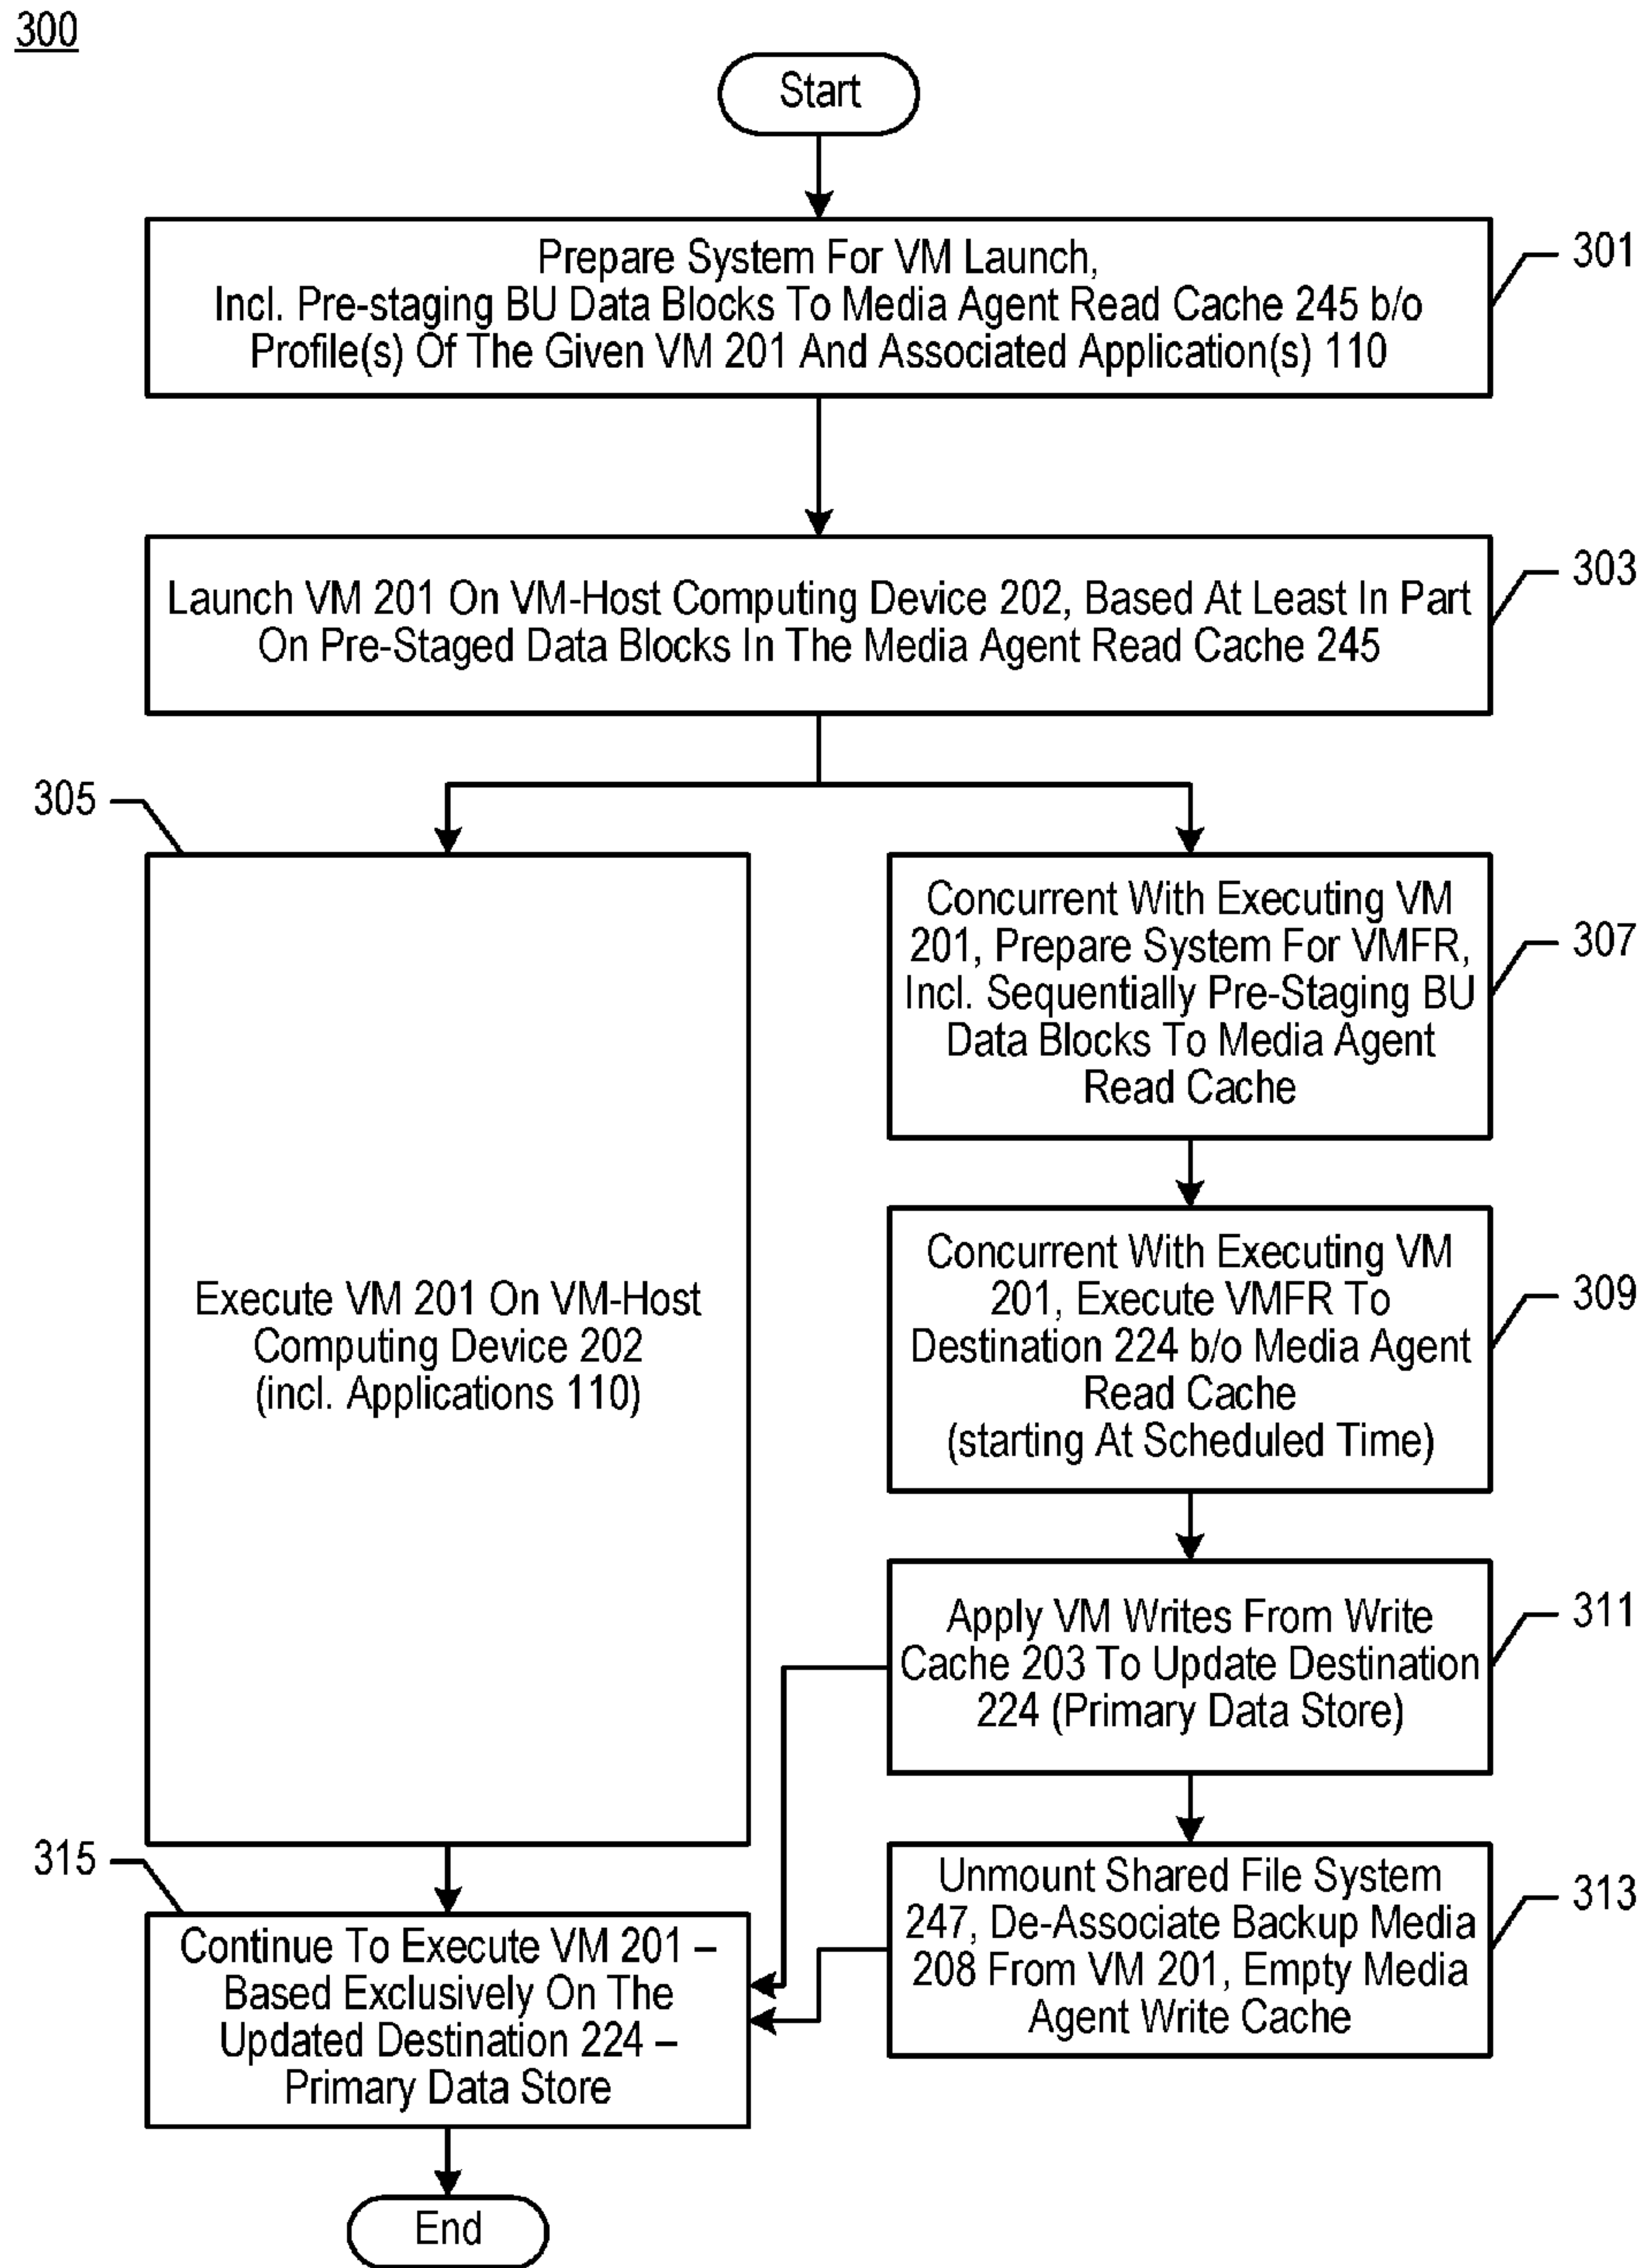 300
Start
Prepare System For VM Launch,
Incl. Pre-staging BU Data Blocks To Media Agent Read Cache 245 b/o
Profile(s) Of The Given VM 201 And Associated Application(s) 110
301
Launch VM 201 On VM-Host Computing Device 202, Based At Least In Part
On Pre-Staged Data Blocks In The Media Agent Read Cache 245
303
305
Execute VM 201 On VM-Host
Computing Device 202
(incl. Applications 110)
Concurrent With Executing VM
201, Prepare System For VMFR,
Incl. Sequentially Pre-Staging BU
Data Blocks To Media Agent
Read Cache
307
Concurrent With Executing VM
201, Execute VMFR To
Destination 224 b/o Media Agent
Read Cache
(starting At Scheduled Time)
309
Apply VM Writes From Write
Cache 203 To Update Destination
224 (Primary Data Store)
311
Unmount Shared File System
247, De-Associate Backup Media
208 From VM 201, Empty Media
Agent Write Cache
313
315
Continue To Execute VM 201 –
Based Exclusively On The
Updated Destination 224 –
Primary Data Store
End